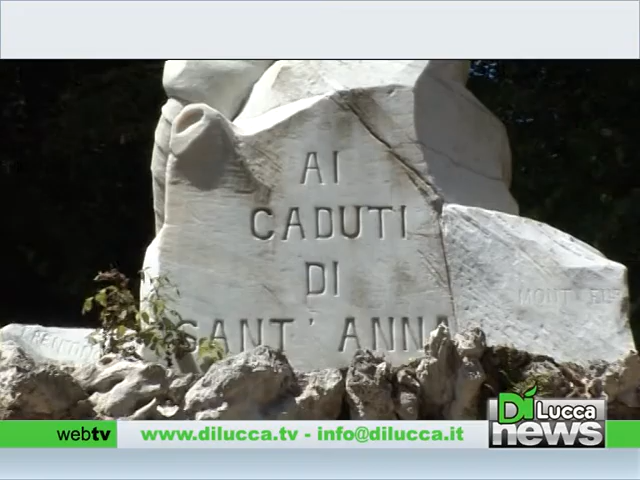 AI
CADUTI
DI
SANT' ANNA
webtv
www.dilucca.tv - info@dilucca.it
Di Lucca
news